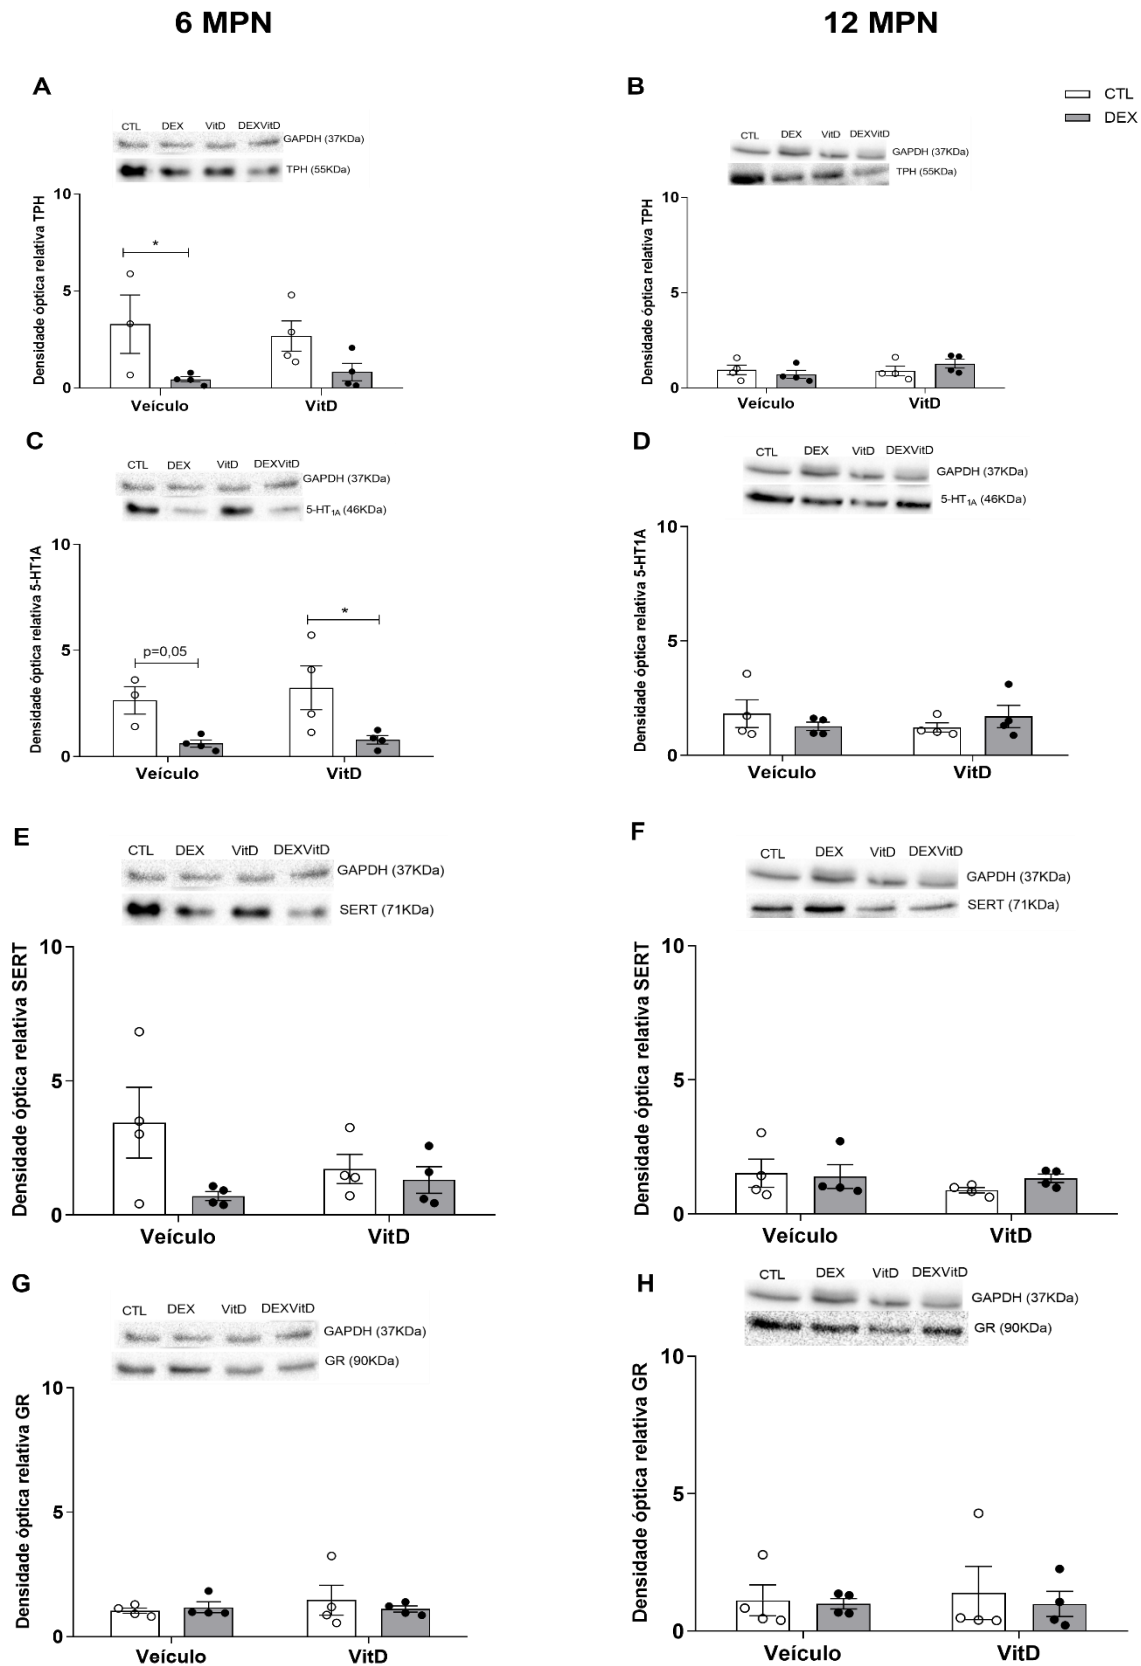 6 MPN
12 MPN
A
CTL DEX VitD DEXVitD
GAPDH (37KDa)
TPH (55KDa)
Densidade óptica relativa TPH
10
5
0
*
Veículo VitD
B
CTL
DEX
CTL DEX VitD DEXVitD
GAPDH (37KDa)
TPH (55KDa)
Densidade óptica relativa TPH
10
5
0
Veículo VitD
C
CTL DEX VitD DEXVitD
GAPDH (37KDa)
5-HT1A (46KDa)
Densidade óptica relativa 5-HT1A
10
5
0
p=0,05
*
Veículo VitD
D
CTL DEX VitD DEXVitD
GAPDH (37KDa)
5-HT1A (46KDa)
Densidade óptica relativa 5-HT1A
10
5
0
Veículo VitD
E
CTL DEX VitD DEXVitD
GAPDH (37KDa)
SERT (71KDa)
Densidade óptica relativa SERT
10
5
0
Veículo VitD
F
CTL DEX VitD DEXVitD
GAPDH (37KDa)
SERT (71KDa)
Densidade óptica relativa SERT
10
5
0
Veículo VitD
G
CTL DEX VitD DEXVitD
GAPDH (37KDa)
GR (90KDa)
Densidade óptica relativa GR
10
5
0
Veículo VitD
H
CTL DEX VitD DEXVitD
GAPDH (37KDa)
GR (90KDa)
Densidade óptica relativa GR
10
5
0
Veículo VitD